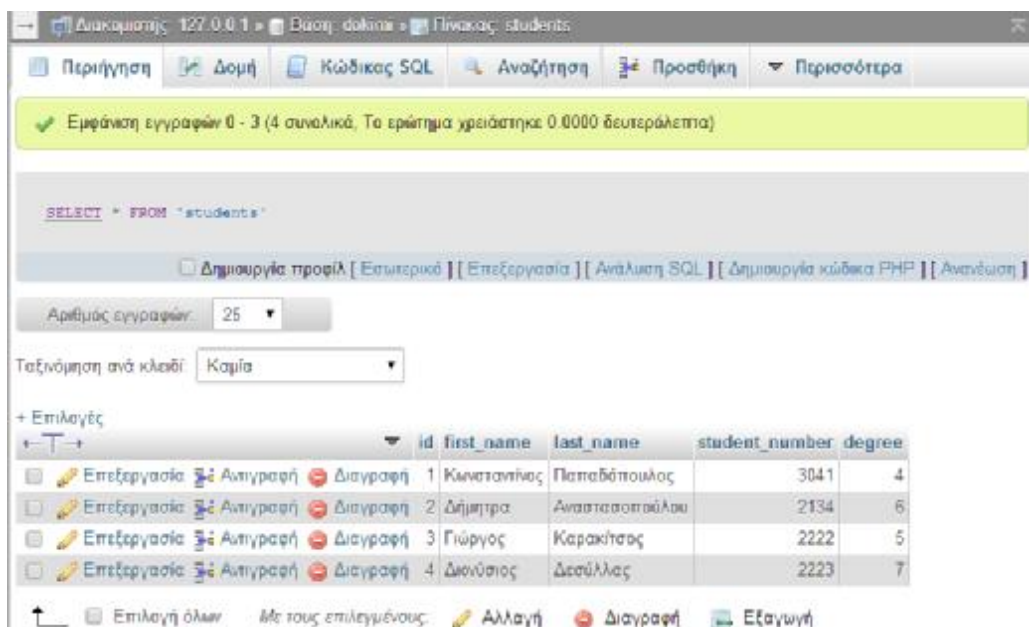 Διακομιστής: 127.0.0.1 » Βάση: dokimi » Πίνακας: students
Περιήγηση Δομή Κώδικας SQL Αναζήτηση Προσθήκη Περισσότερα
Εμφάνιση εγγραφών 0 - 3 (4 συνολικά, Το ερώτημα χρειάστηκε 0.0000 δευτερόλεπτα)
SELECT * FROM `students`
Δημιουργία προφίλ [ Εσωτερικό ] [ Επεξεργασία ] [ Ανάλυση SQL ] [ Δημιουργία κώδικα PHP ] [ Ανανέωση ]
Αριθμός εγγραφών: 25
Ταξινόμηση ανά κλειδί: Καμία
+ Επιλογές
id first_name last_name student_number degree
Επεξεργασία Αντιγραφή Διαγραφή 1 Κωνσταντίνος Παπαδόπουλος 3041 4
Επεξεργασία Αντιγραφή Διαγραφή 2 Δήμητρα Αναστασοπούλου 2134 6
Επεξεργασία Αντιγραφή Διαγραφή 3 Γιώργος Καρακίτσος 2222 5
Επεξεργασία Αντιγραφή Διαγραφή 4 Διονύσιος Δεσύλλας 2223 7
Επιλογή όλων Με τους επιλεγμένους: Αλλαγή Διαγραφή Εξαγωγή